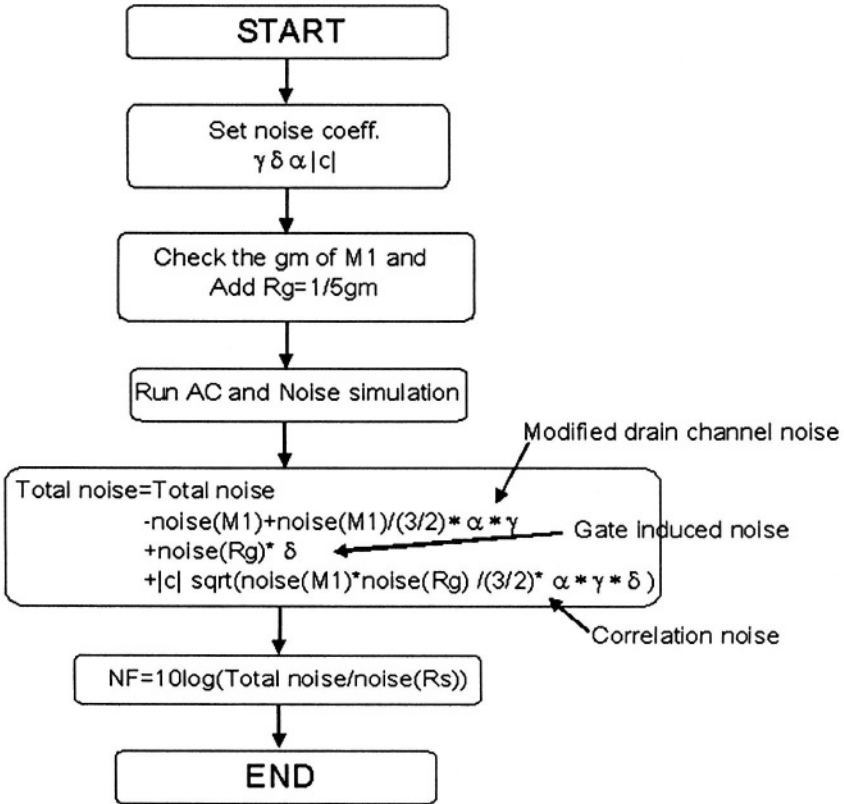 START
Set noise coeff.
γ δ α |c|
Check the gm of M1 and
Add Rg=1/5gm
Run AC and Noise simulation
Modified drain channel noise
Total noise=Total noise
-noise(M1)+noise(M1)/(3/2)* α * γ
+noise(Rg)* δ
Gate induced noise
+|c| sqrt(noise(M1)*noise(Rg) /(3/2)* α * γ * δ )
Correlation noise
NF=10log(Total noise/noise(Rs))
END